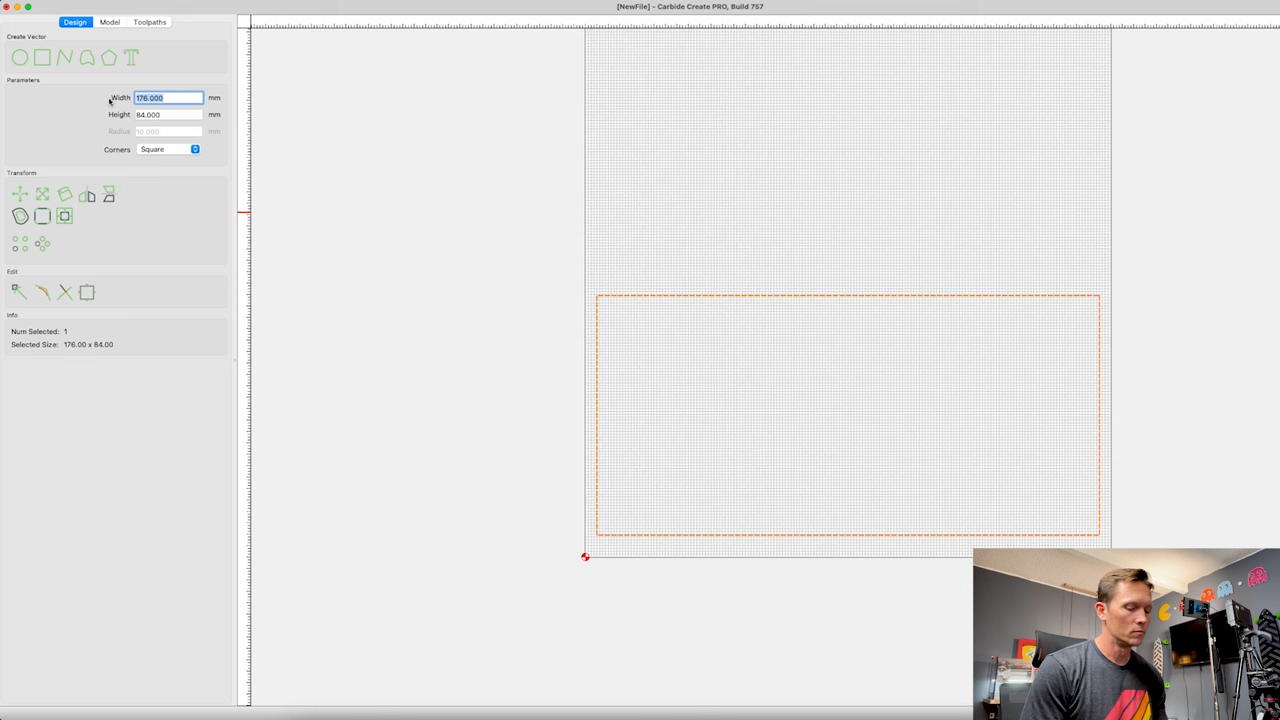 [NewFile] - Carbide Create PRO, Build 757
Design Model Toolpaths
Create Vector
Parameters
Width 176.000 mm
Height 84.000 mm
Radius 10.000 mm
Corners Square
Transform
Edit
Info
Num Selected: 1
Selected Size: 176.00 x 84.00